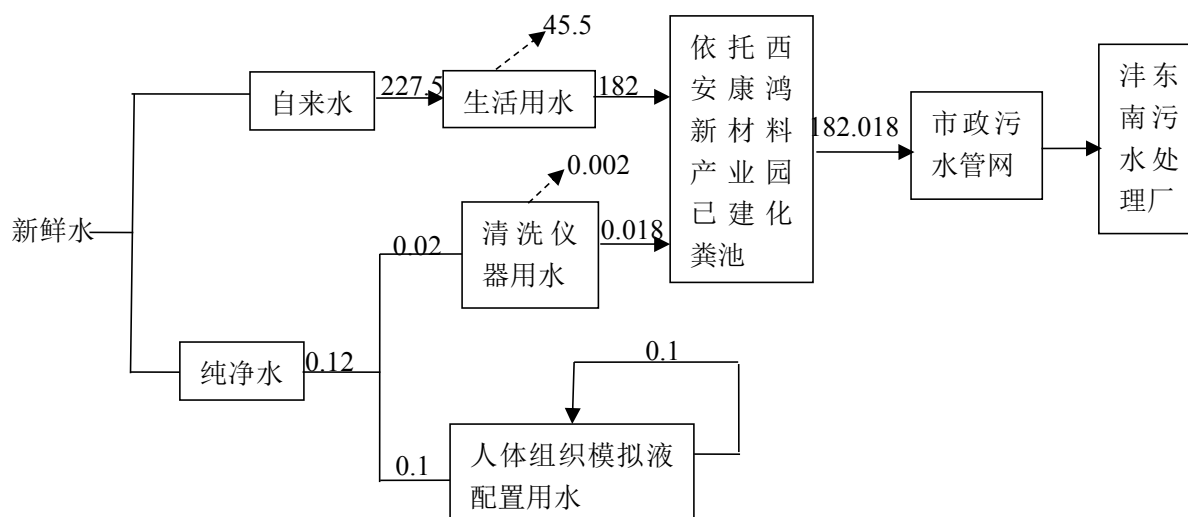 45.5
自来水
227.5
生活用水
182
依托西
安康鸿
新材料
产业园
已建化
粪池
182.018
市政污
水管网
沣东
南污
水处
理厂
0.002
新鲜水
0.02
清洗仪
器用水
0.018
纯净水
0.12
0.1
0.1
人体组织模拟液
配置用水